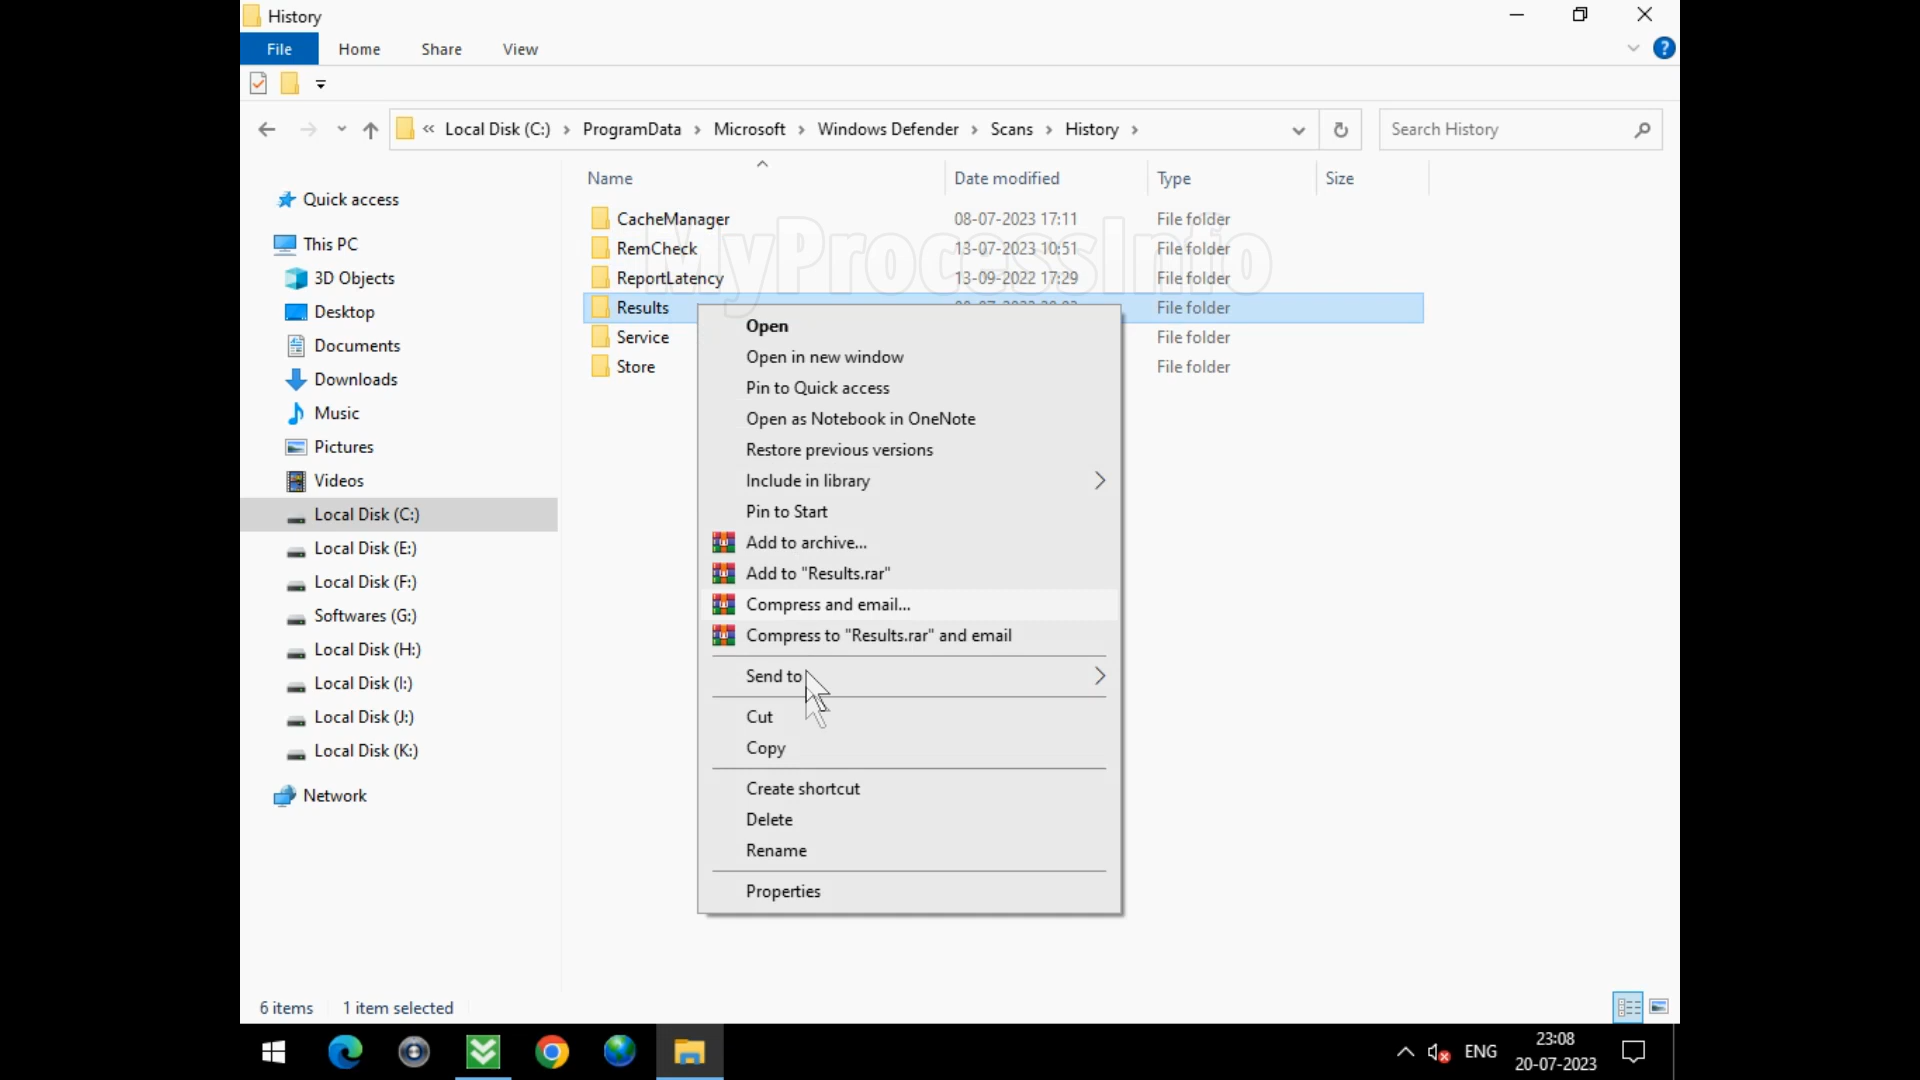 History
File Home Share View
« Local Disk (C:) › ProgramData › Microsoft › Windows Defender › Scans › History ›
Search History
Name Date modified Type Size
Quick access
This PC
3D Objects
Desktop
Documents
Downloads
Music
Pictures
Videos
Local Disk (C:)
Local Disk (E:)
Local Disk (F:)
Softwares (G:)
Local Disk (H:)
Local Disk (I:)
Local Disk (J:)
Local Disk (K:)
Network
CacheManager 08-07-2023 17:11 File folder
MyProcessInfo
RemCheck 13-07-2023 10:51 File folder
ReportLatency 13-09-2022 17:29 File folder
Results File folder
Service File folder
Store File folder
Open
Open in new window
Pin to Quick access
Open as Notebook in OneNote
Restore previous versions
Include in library
Pin to Start
Add to archive...
Add to "Results.rar"
Compress and email...
Compress to "Results.rar" and email
Send to
Cut
Copy
Create shortcut
Delete
Rename
Properties
6 items 1 item selected
ENG
23:08
20-07-2023